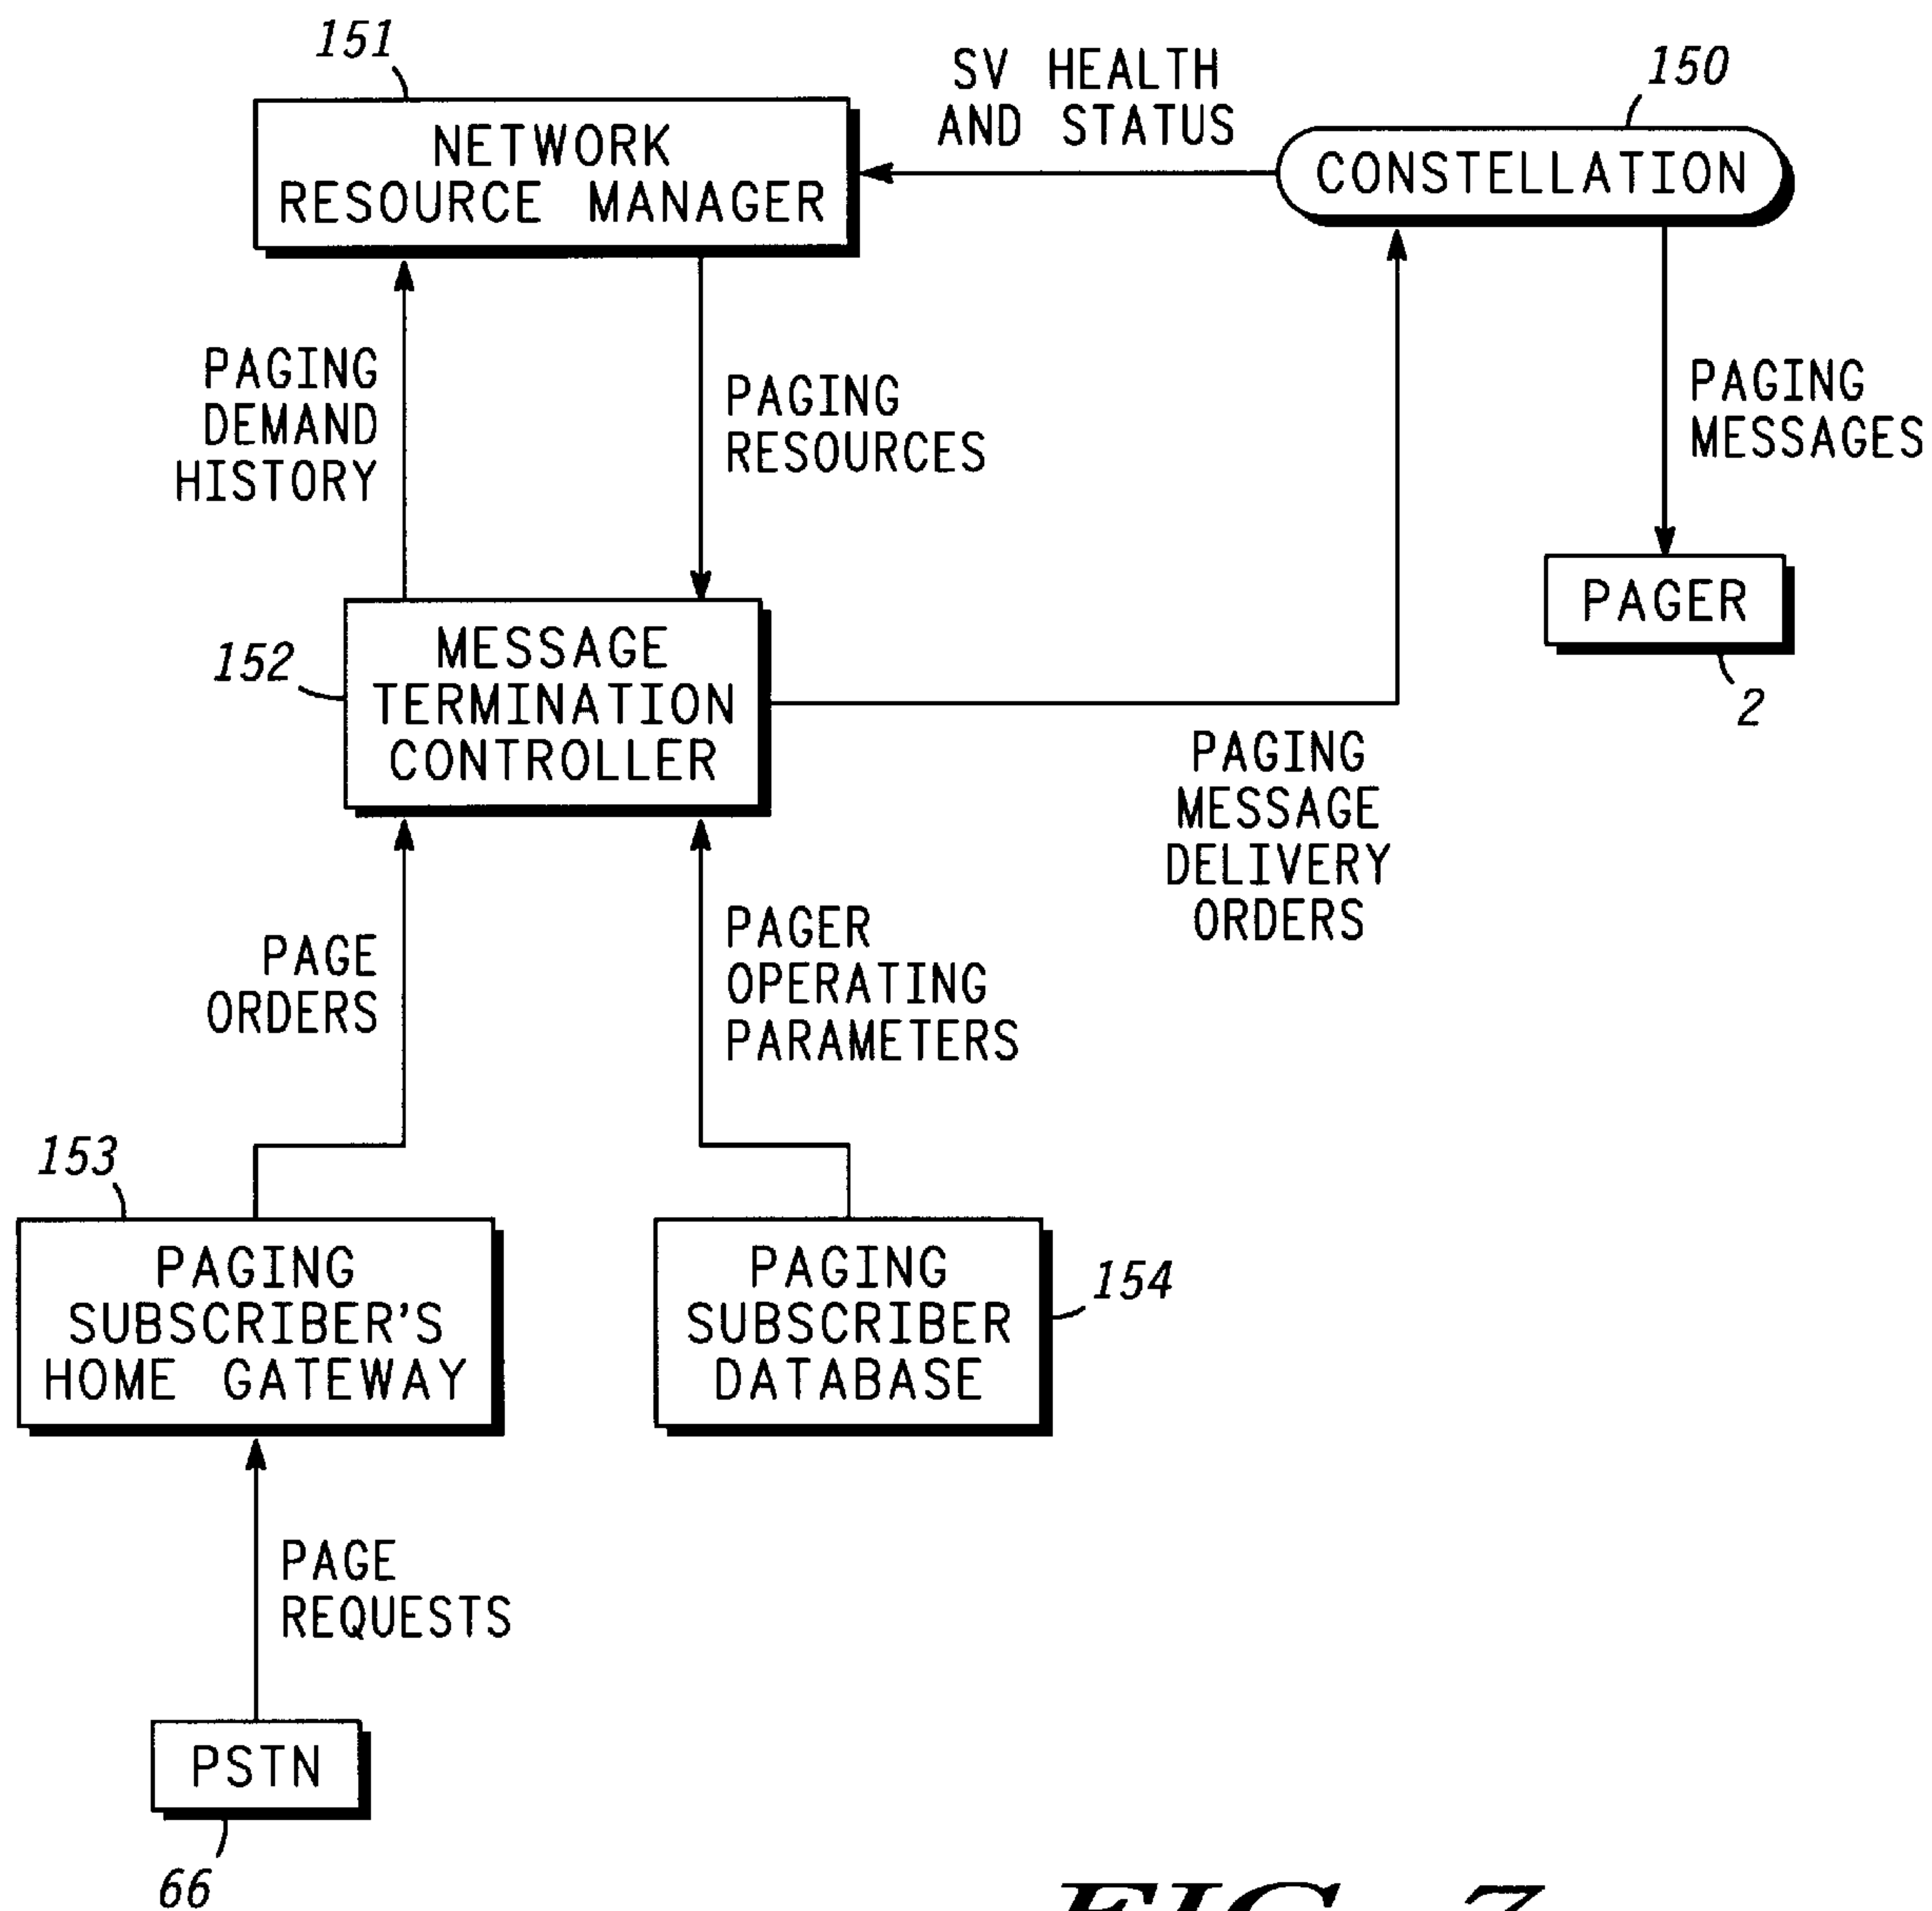 151
SV HEALTH
AND STATUS
150
NETWORK
RESOURCE MANAGER
CONSTELLATION
PAGING
DEMAND
HISTORY
PAGING
RESOURCES
PAGING
MESSAGES
PAGER
2
152
MESSAGE
TERMINATION
CONTROLLER
PAGING
MESSAGE
DELIVERY
ORDERS
PAGE
ORDERS
PAGER
OPERATING
PARAMETERS
153
PAGING
SUBSCRIBER'S
HOME GATEWAY
PAGING
SUBSCRIBER
DATABASE
154
PAGE
REQUESTS
PSTN
66
FIG. 7